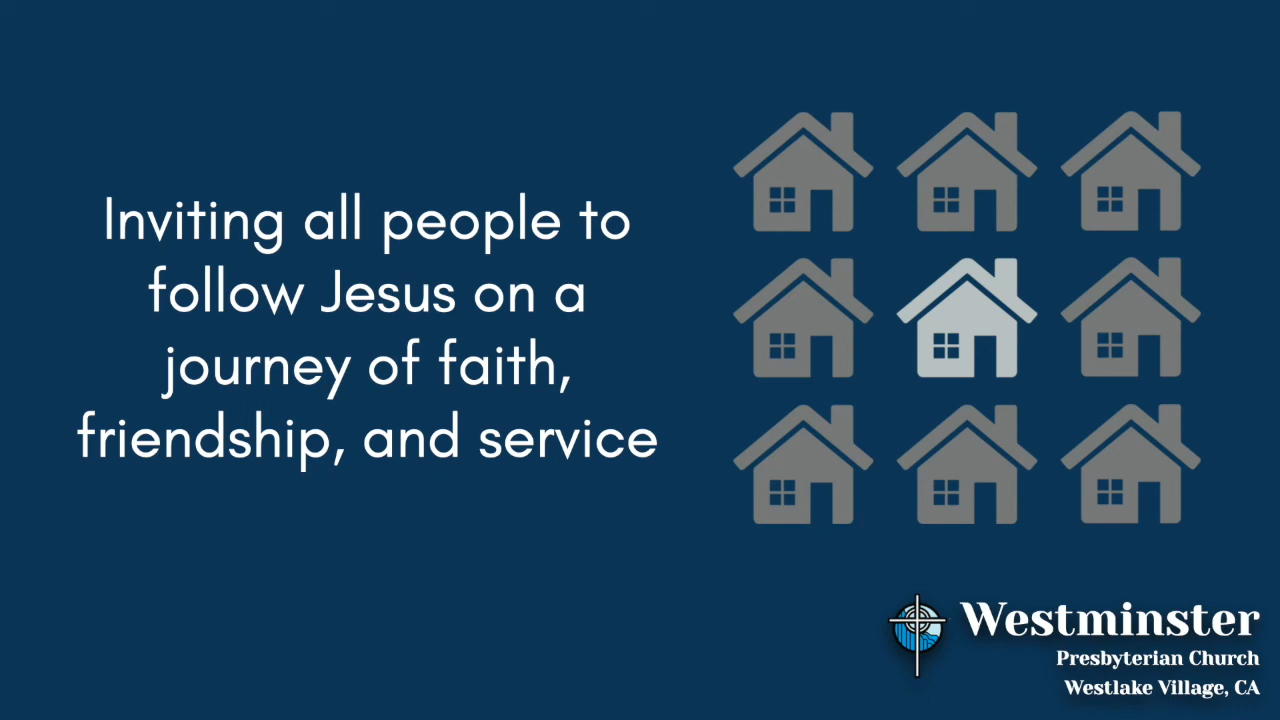 Inviting all people to
follow Jesus on a
journey of faith,
friendship, and service
Westminster
Presbyterian Church
Westlake Village, CA